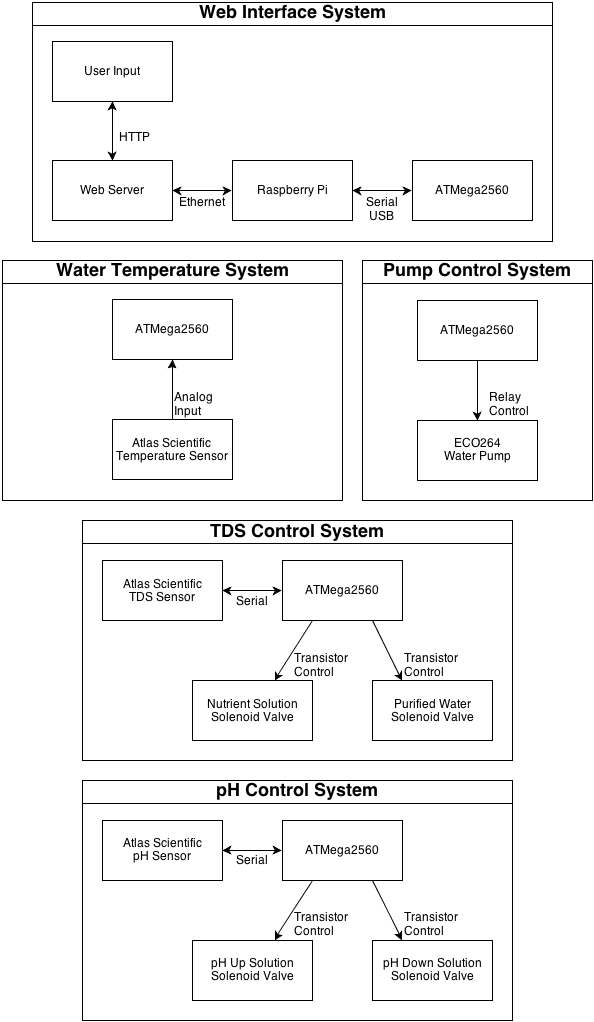 Web Interface System
User Input
HTTP
Web Server
Ethernet
Raspberry Pi
Serial
USB
ATMega2560
Water Temperature System
ATMega2560
Analog
Input
Atlas Scientific
Temperature Sensor
Pump Control System
ATMega2560
Relay
Control
ECO264
Water Pump
TDS Control System
Atlas Scientific
TDS Sensor
Serial
ATMega2560
Transistor
Control
Transistor
Control
Nutrient Solution
Solenoid Valve
Purified Water
Solenoid Valve
pH Control System
Atlas Scientific
pH Sensor
Serial
ATMega2560
Transistor
Control
Transistor
Control
pH Up Solution
Solenoid Valve
pH Down Solution
Solenoid Valve